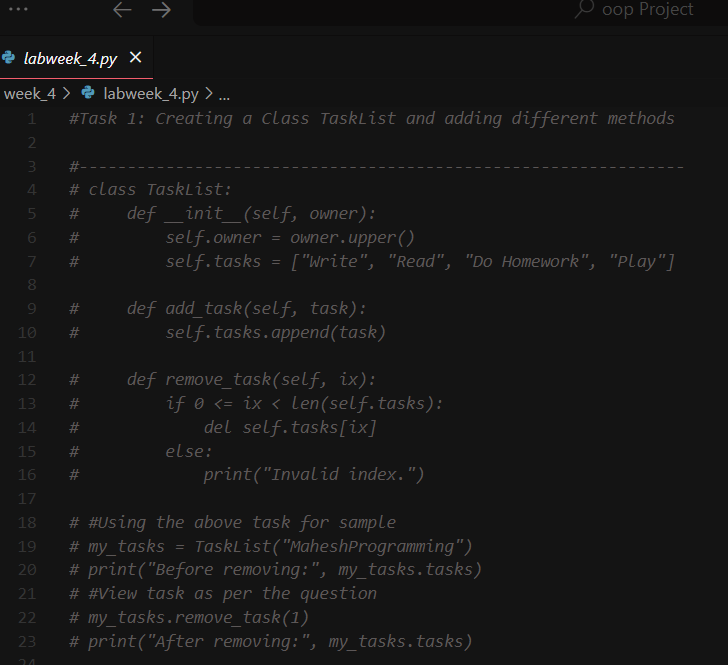 oop Project
labweek_4.py
week_4 > labweek_4.py > ...
1 #Task 1: Creating a Class TaskList and adding different methods
2
3 #---------------------------------------------------------------
4 # class TaskList:
5 #     def __init__(self, owner):
6 #         self.owner = owner.upper()
7 #         self.tasks = ["Write", "Read", "Do Homework", "Play"]
8
9 #     def add_task(self, task):
10 #         self.tasks.append(task)
11
12 #     def remove_task(self, ix):
13 #         if 0 <= ix < len(self.tasks):
14 #             del self.tasks[ix]
15 #         else:
16 #             print("Invalid index.")
17
18 # #Using the above task for sample
19 # my_tasks = TaskList("MaheshProgramming")
20 # print("Before removing:", my_tasks.tasks)
21 # #View task as per the question
22 # my_tasks.remove_task(1)
23 # print("After removing:", my_tasks.tasks)
24